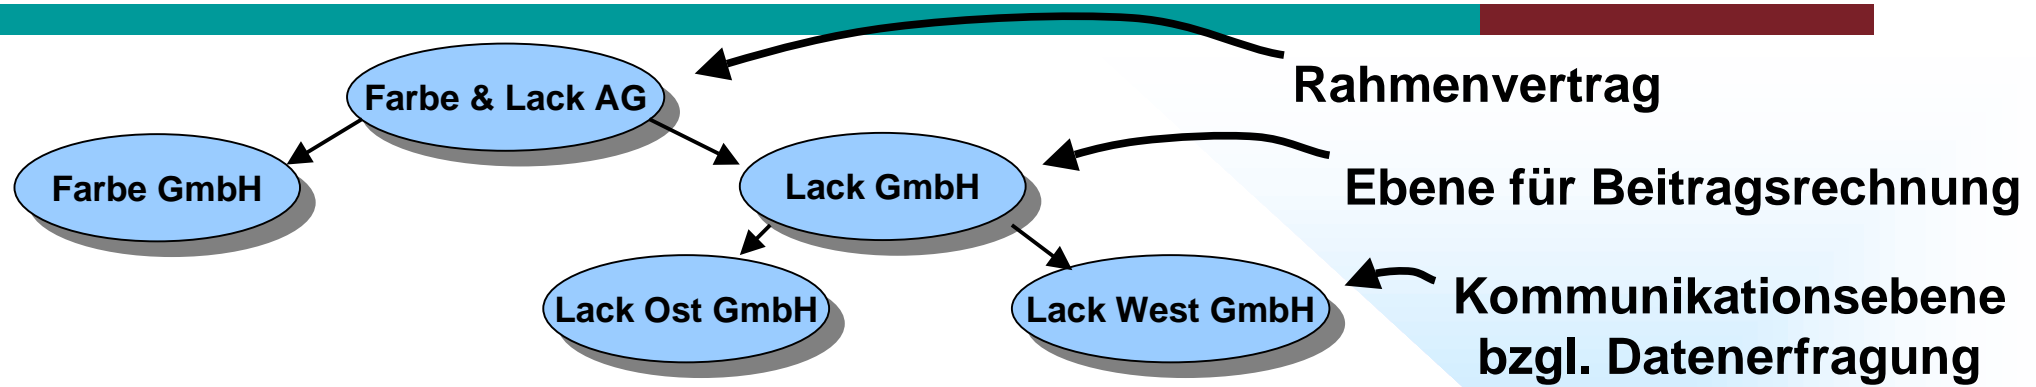 Farbe & Lack AG
Rahmenvertrag
Farbe GmbH
Lack GmbH
Ebene für Beitragsrechnung
Lack Ost GmbH
Lack West GmbH
Kommunikationsebene
bzgl. Datenerfragung